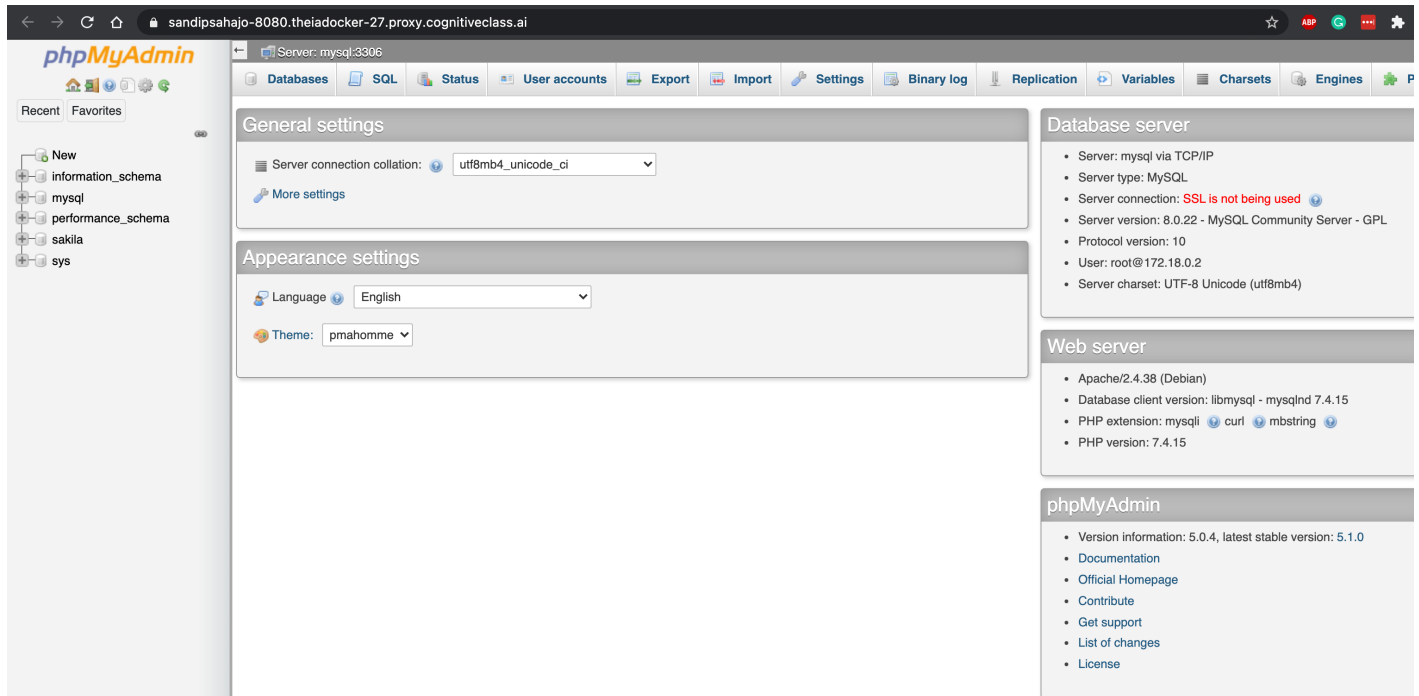 sandipsahajo-8080.theiadocker-27.proxy.cognitiveclass.ai
ABP
G
phpMyAdmin
Recent Favorites
New
information_schema
mysql
performance_schema
sakila
sys
Server: mysql:3306
Databases SQL Status User accounts Export Import Settings Binary log Replication Variables Charsets Engines P
General settings
Server connection collation: utf8mb4_unicode_ci
More settings
Appearance settings
Language English
Theme: pmahomme
Database server
Server: mysql via TCP/IP
Server type: MySQL
Server connection: SSL is not being used
Server version: 8.0.22 - MySQL Community Server - GPL
Protocol version: 10
User: root@172.18.0.2
Server charset: UTF-8 Unicode (utf8mb4)
Web server
Apache/2.4.38 (Debian)
Database client version: libmysql - mysqlnd 7.4.15
PHP extension: mysqli curl mbstring
PHP version: 7.4.15
phpMyAdmin
Version information: 5.0.4, latest stable version: 5.1.0
Documentation
Official Homepage
Contribute
Get support
List of changes
License